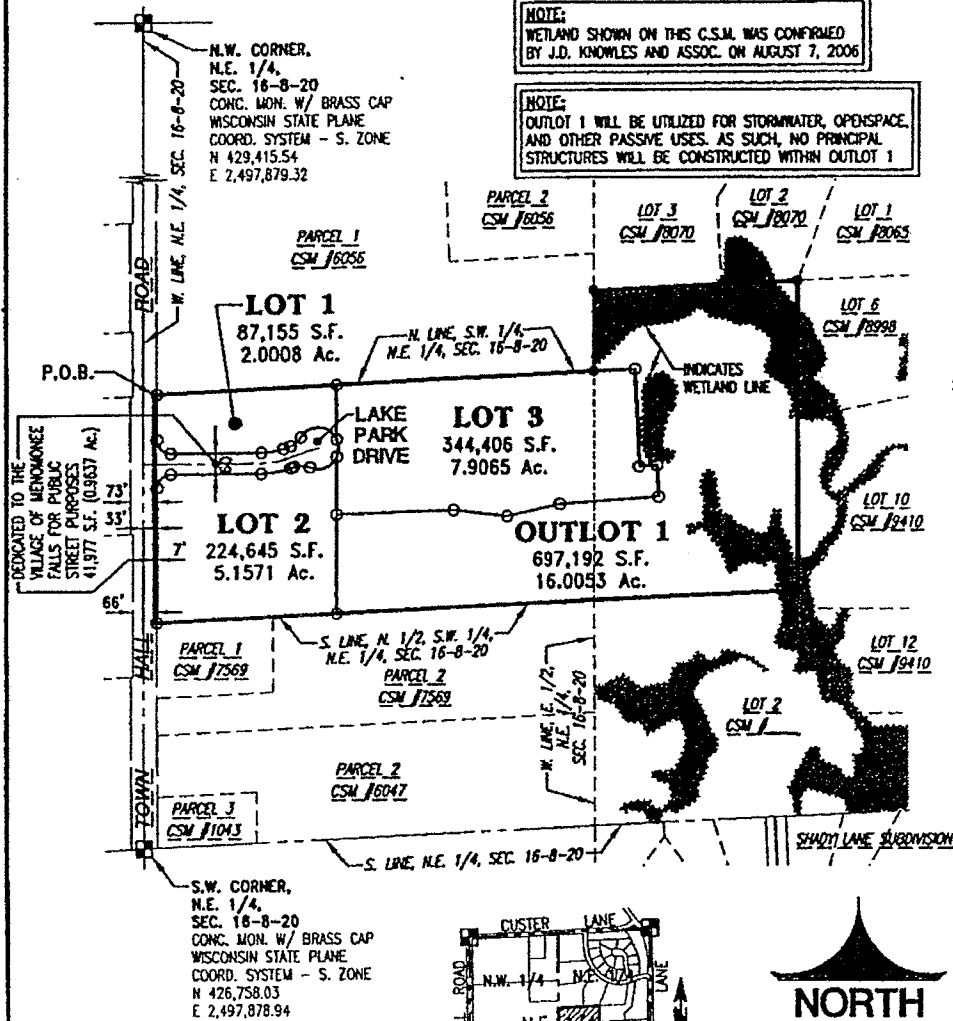 NOTE:
WETLAND SHOWN ON THIS C.S.M. WAS CONFIRMED
BY J.D. KNOWLES AND ASSOC. ON AUGUST 7, 2006
NOTE:
OUTLOT 1 WILL BE UTILIZED FOR STORMWATER, OPENSPACE,
AND OTHER PASSIVE USES. AS SUCH, NO PRINCIPAL
STRUCTURES WILL BE CONSTRUCTED WITHIN OUTLOT 1
N.W. CORNER,
N.E. 1/4,
SEC. 16-8-20
CONC. MON. W/ BRASS CAP
WISCONSIN STATE PLANE
COORD. SYSTEM - S. ZONE
N 429,415.54
E 2,497,879.32
W. LINE, N.E. 1/4, SEC. 16-8-20
PARCEL 1
CSM #6056
PARCEL 2
CSM #6056
LOT 3
CSM #8070
LOT 2
CSM #8070
LOT 1
CSM #8065
LOT 6
CSM #8998
LOT 10
CSM #9410
LOT 12
CSM #9410
TOWN HALL ROAD
P.O.B.
LOT 1
87,155 S.F.
2.0008 Ac.
N. LINE, S.W. 1/4,
N.E. 1/4, SEC. 16-8-20
INDICATES
WETLAND LINE
LAKE
PARK
DRIVE
LOT 3
344,406 S.F.
7.9065 Ac.
DEDICATED TO THE
VILLAGE OF MENOMONEE
FALLS FOR PUBLIC
STREET PURPOSES
41,977 S.F. (0.9637 Ac.)
73'
33'
7'
66'
LOT 2
224,645 S.F.
5.1571 Ac.
OUTLOT 1
697,192 S.F.
16.0053 Ac.
S. LINE, N. 1/2, S.W. 1/4,
N.E. 1/4, SEC. 16-8-20
PARCEL 1
CSM #7569
PARCEL 2
CSM #7569
W. LINE, E. 1/2,
N.E. 1/4,
SEC. 16-8-20
LOT 2
CSM #
PARCEL 2
CSM #6047
PARCEL 3
CSM #1043
S. LINE, N.E. 1/4, SEC. 16-8-20
SHADY LANE SUBDIVISION
S.W. CORNER,
N.E. 1/4,
SEC. 16-8-20
CONC. MON. W/ BRASS CAP
WISCONSIN STATE PLANE
COORD. SYSTEM - S. ZONE
N 426,758.03
E 2,497,878.94
CUSTER LANE
ROAD
LANE
N.W. 1/4
N.E. 1/4
NORTH